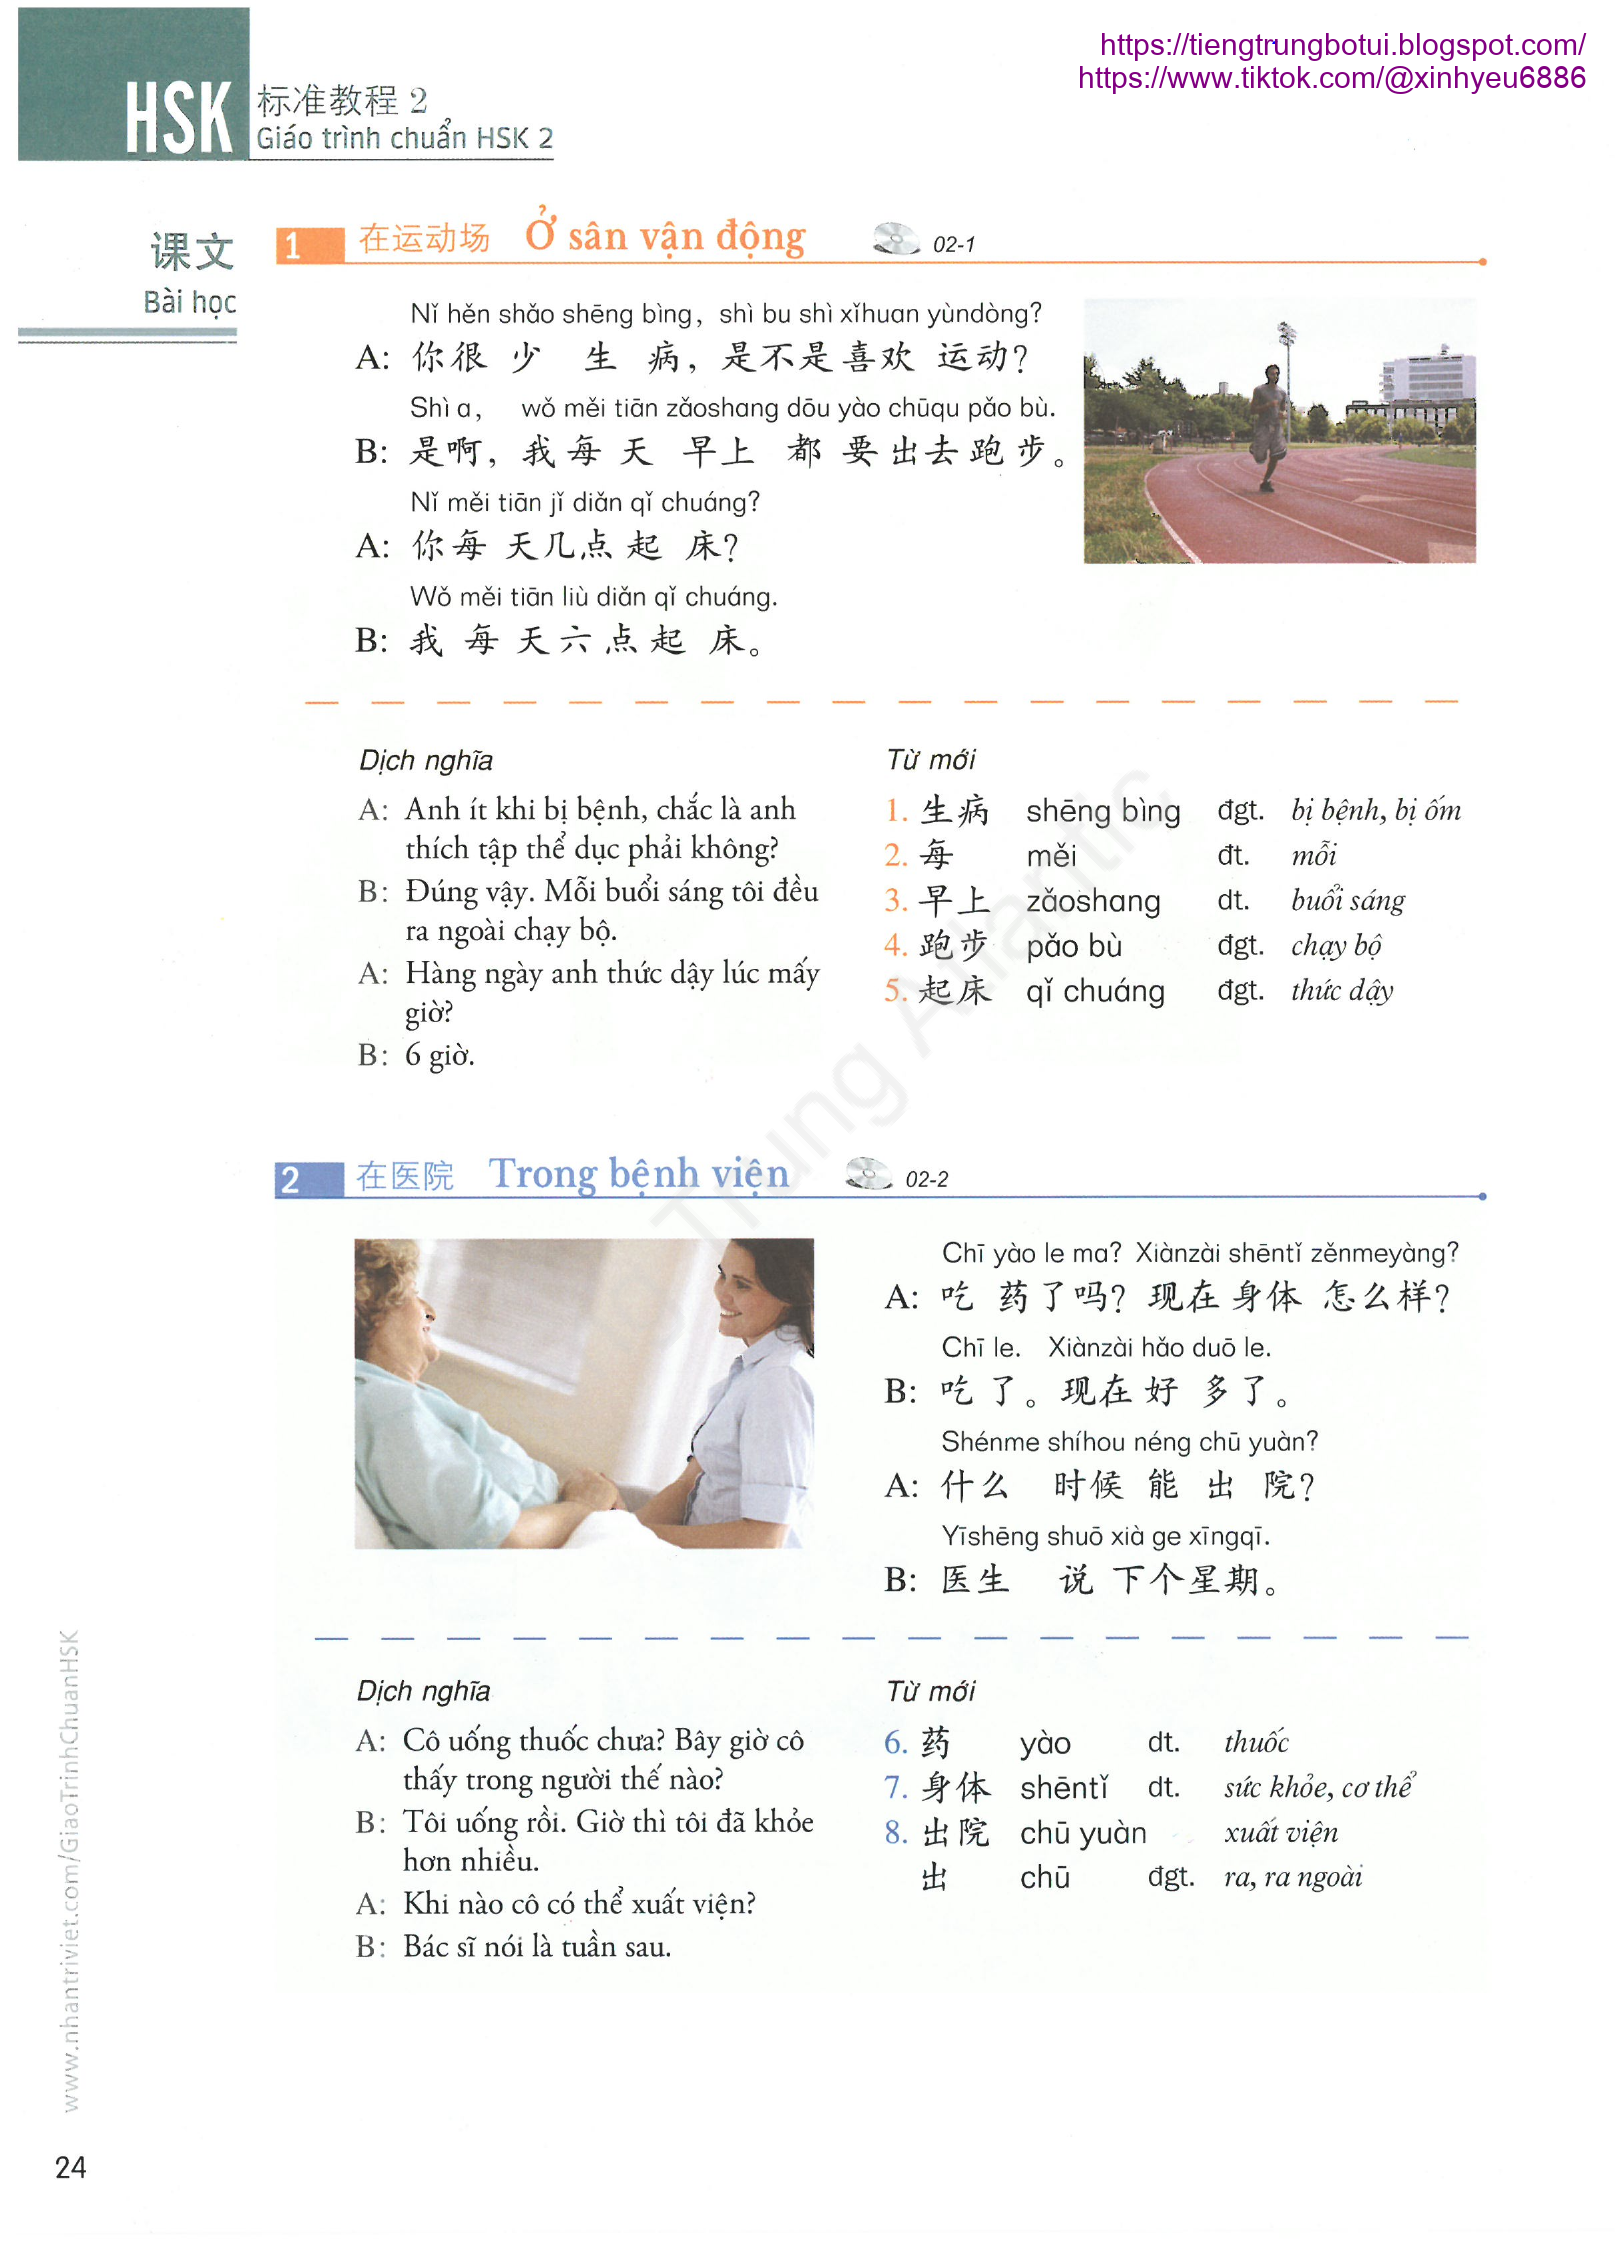 https://tiengtrungbotui.blogspot.com/
https://www.tiktok.com/@xinhyeu6886
HSK 标准教程 2
Giáo trình chuẩn HSK 2
课文
Bài học
1 在运动场 Ở sân vận động 02-1
Nǐ hěn shǎo shēng bìng, shì bu shì xǐhuan yùndòng?
A: 你很少生病,是不是喜欢运动?
Shì a, wǒ měi tiān zǎoshang dōu yào chūqu pǎo bù.
B: 是啊,我每天早上都要出去跑步。
Nǐ měi tiān jǐ diǎn qǐ chuáng?
A: 你每天几点起床?
Wǒ měi tiān liù diǎn qǐ chuáng.
B: 我每天六点起床。
Dịch nghĩa
A: Anh ít khi bị bệnh, chắc là anh
thích tập thể dục phải không?
B: Đúng vậy. Mỗi buổi sáng tôi đều
ra ngoài chạy bộ.
A: Hàng ngày anh thức dậy lúc mấy
giờ?
B: 6 giờ.
Từ mới
1. 生病 shēng bìng đgt. bị bệnh, bị ốm
2. 每 měi đt. mỗi
3. 早上 zǎoshang dt. buổi sáng
4. 跑步 pǎo bù đgt. chạy bộ
5. 起床 qǐ chuáng đgt. thức dậy
Trung Atlantic
2 在医院 Trong bệnh viện 02-2
Chī yào le ma? Xiànzài shēntǐ zěnmeyàng?
A: 吃药了吗?现在身体怎么样?
Chī le. Xiànzài hǎo duō le.
B: 吃了。现在好多了。
Shénme shíhou néng chū yuàn?
A: 什么时候能出院?
Yīshēng shuō xià ge xīngqī.
B: 医生说下个星期。
Dịch nghĩa
A: Cô uống thuốc chưa? Bây giờ cô
thấy trong người thế nào?
B: Tôi uống rồi. Giờ thì tôi đã khỏe
hơn nhiều.
A: Khi nào cô có thể xuất viện?
B: Bác sĩ nói là tuần sau.
Từ mới
6. 药 yào dt. thuốc
7. 身体 shēntǐ dt. sức khỏe, cơ thể
8. 出院 chū yuàn xuất viện
出 chū đgt. ra, ra ngoài
www.nhantriviet.com/GiaoTrinhChuanHSK
24